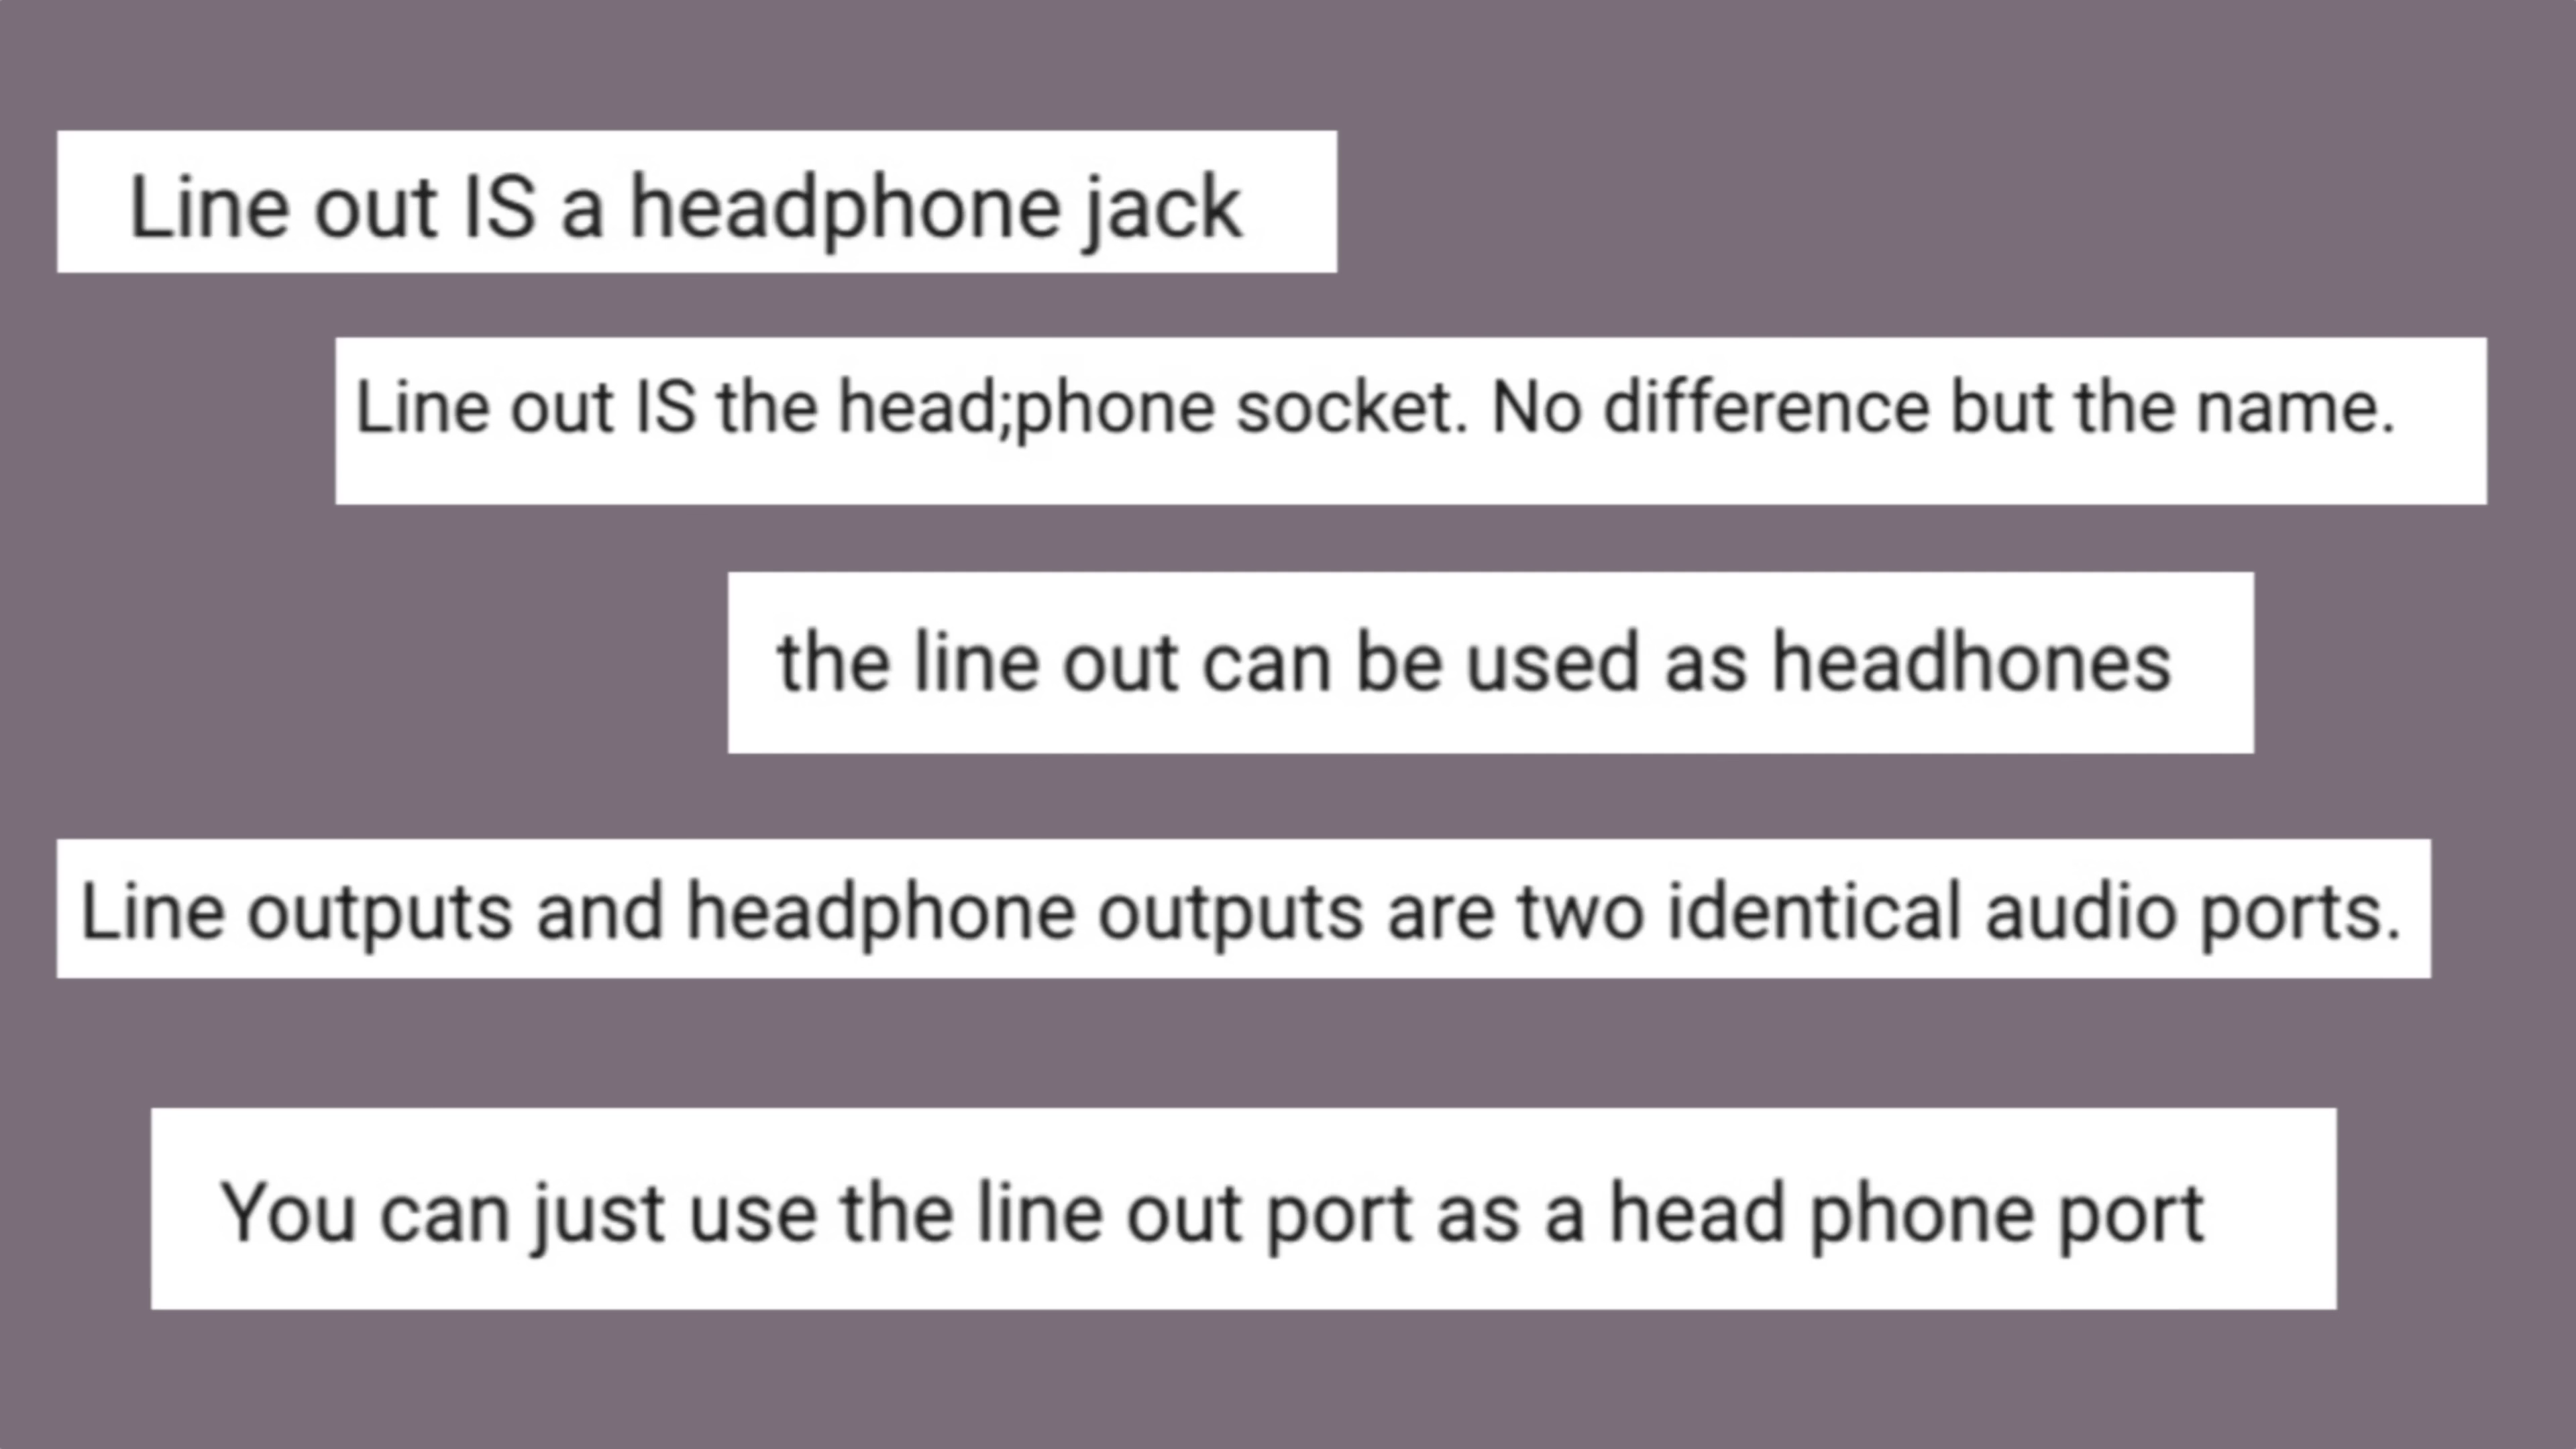 Line out IS a headphone jack
Line out IS the head;phone socket. No difference but the name.
the line out can be used as headhones
Line outputs and headphone outputs are two identical audio ports.
You can just use the line out port as a head phone port